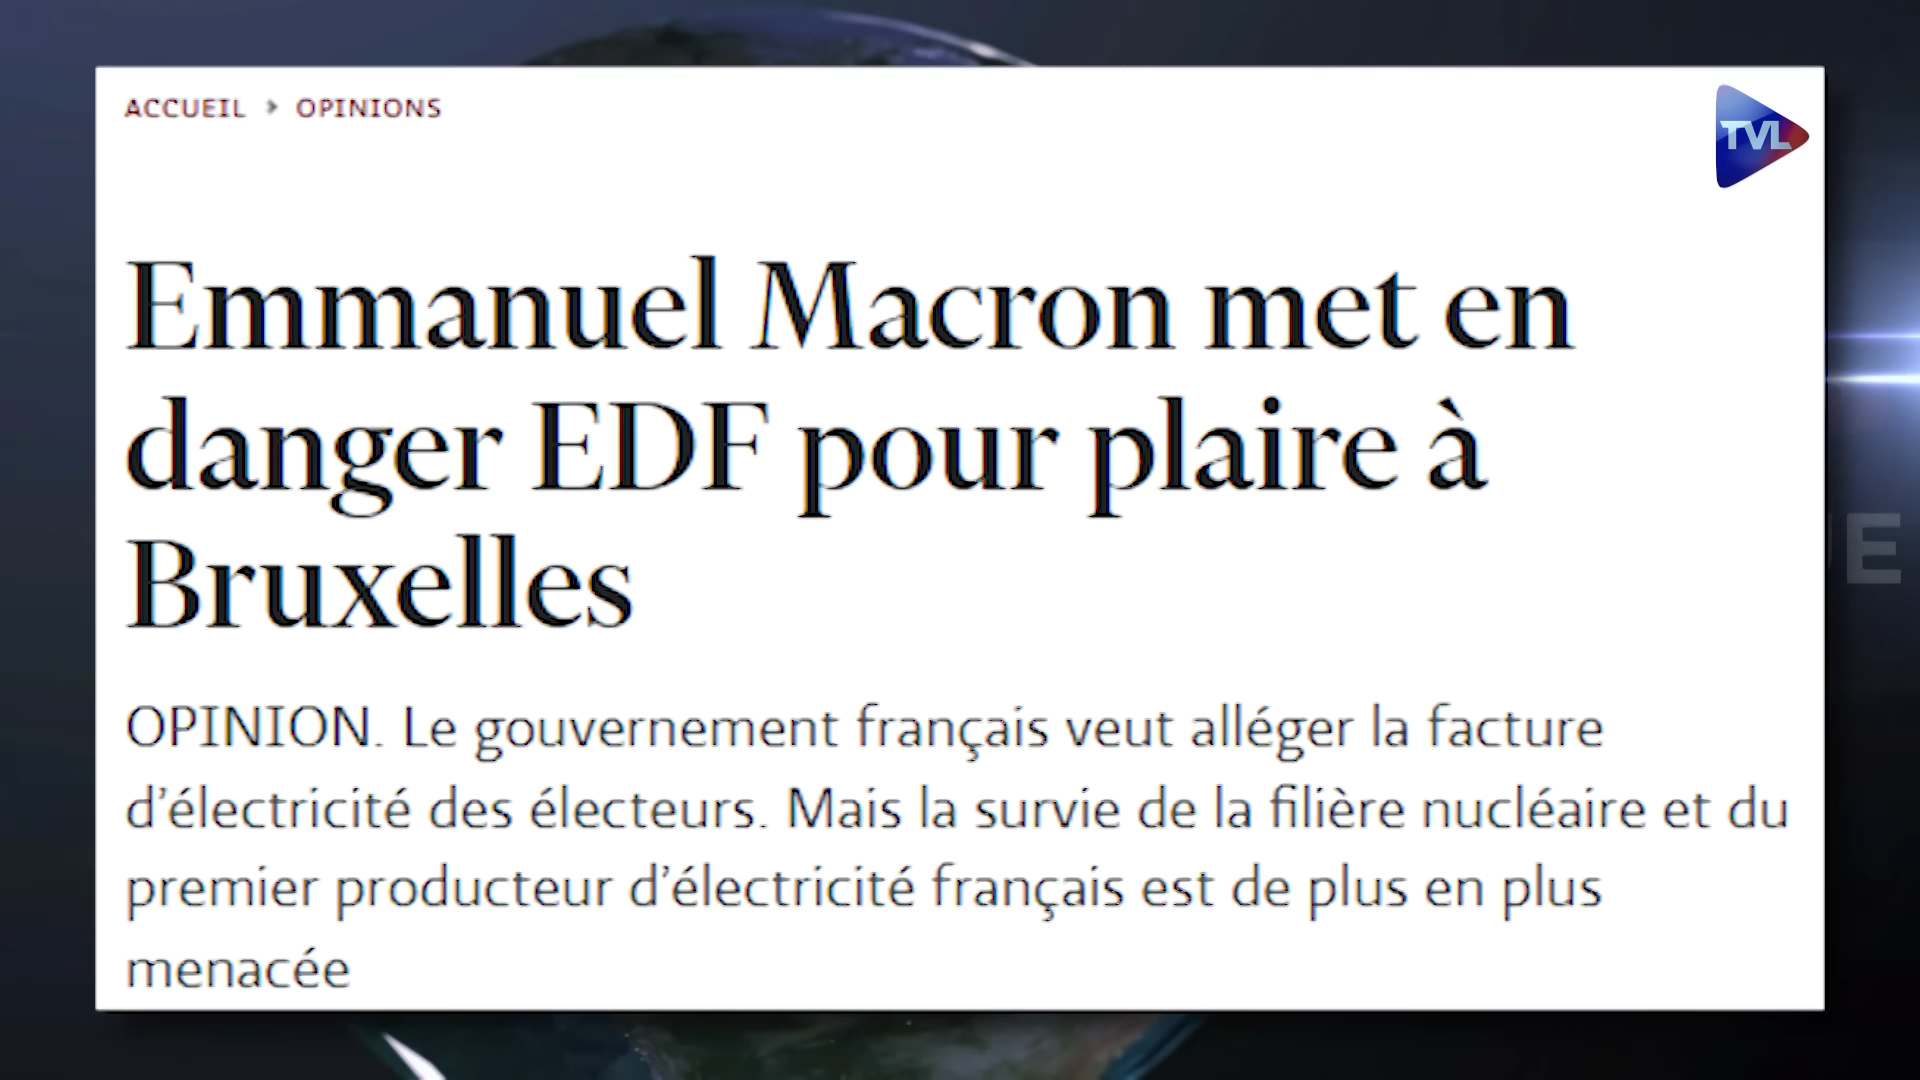 ACCUEIL > OPINIONS
TVL
Emmanuel Macron met en
danger EDF pour plaire à
Bruxelles
E
OPINION. Le gouvernement français veut alléger la facture
d’électricité des électeurs. Mais la survie de la filière nucléaire et du
premier producteur d’électricité français est de plus en plus
menacée